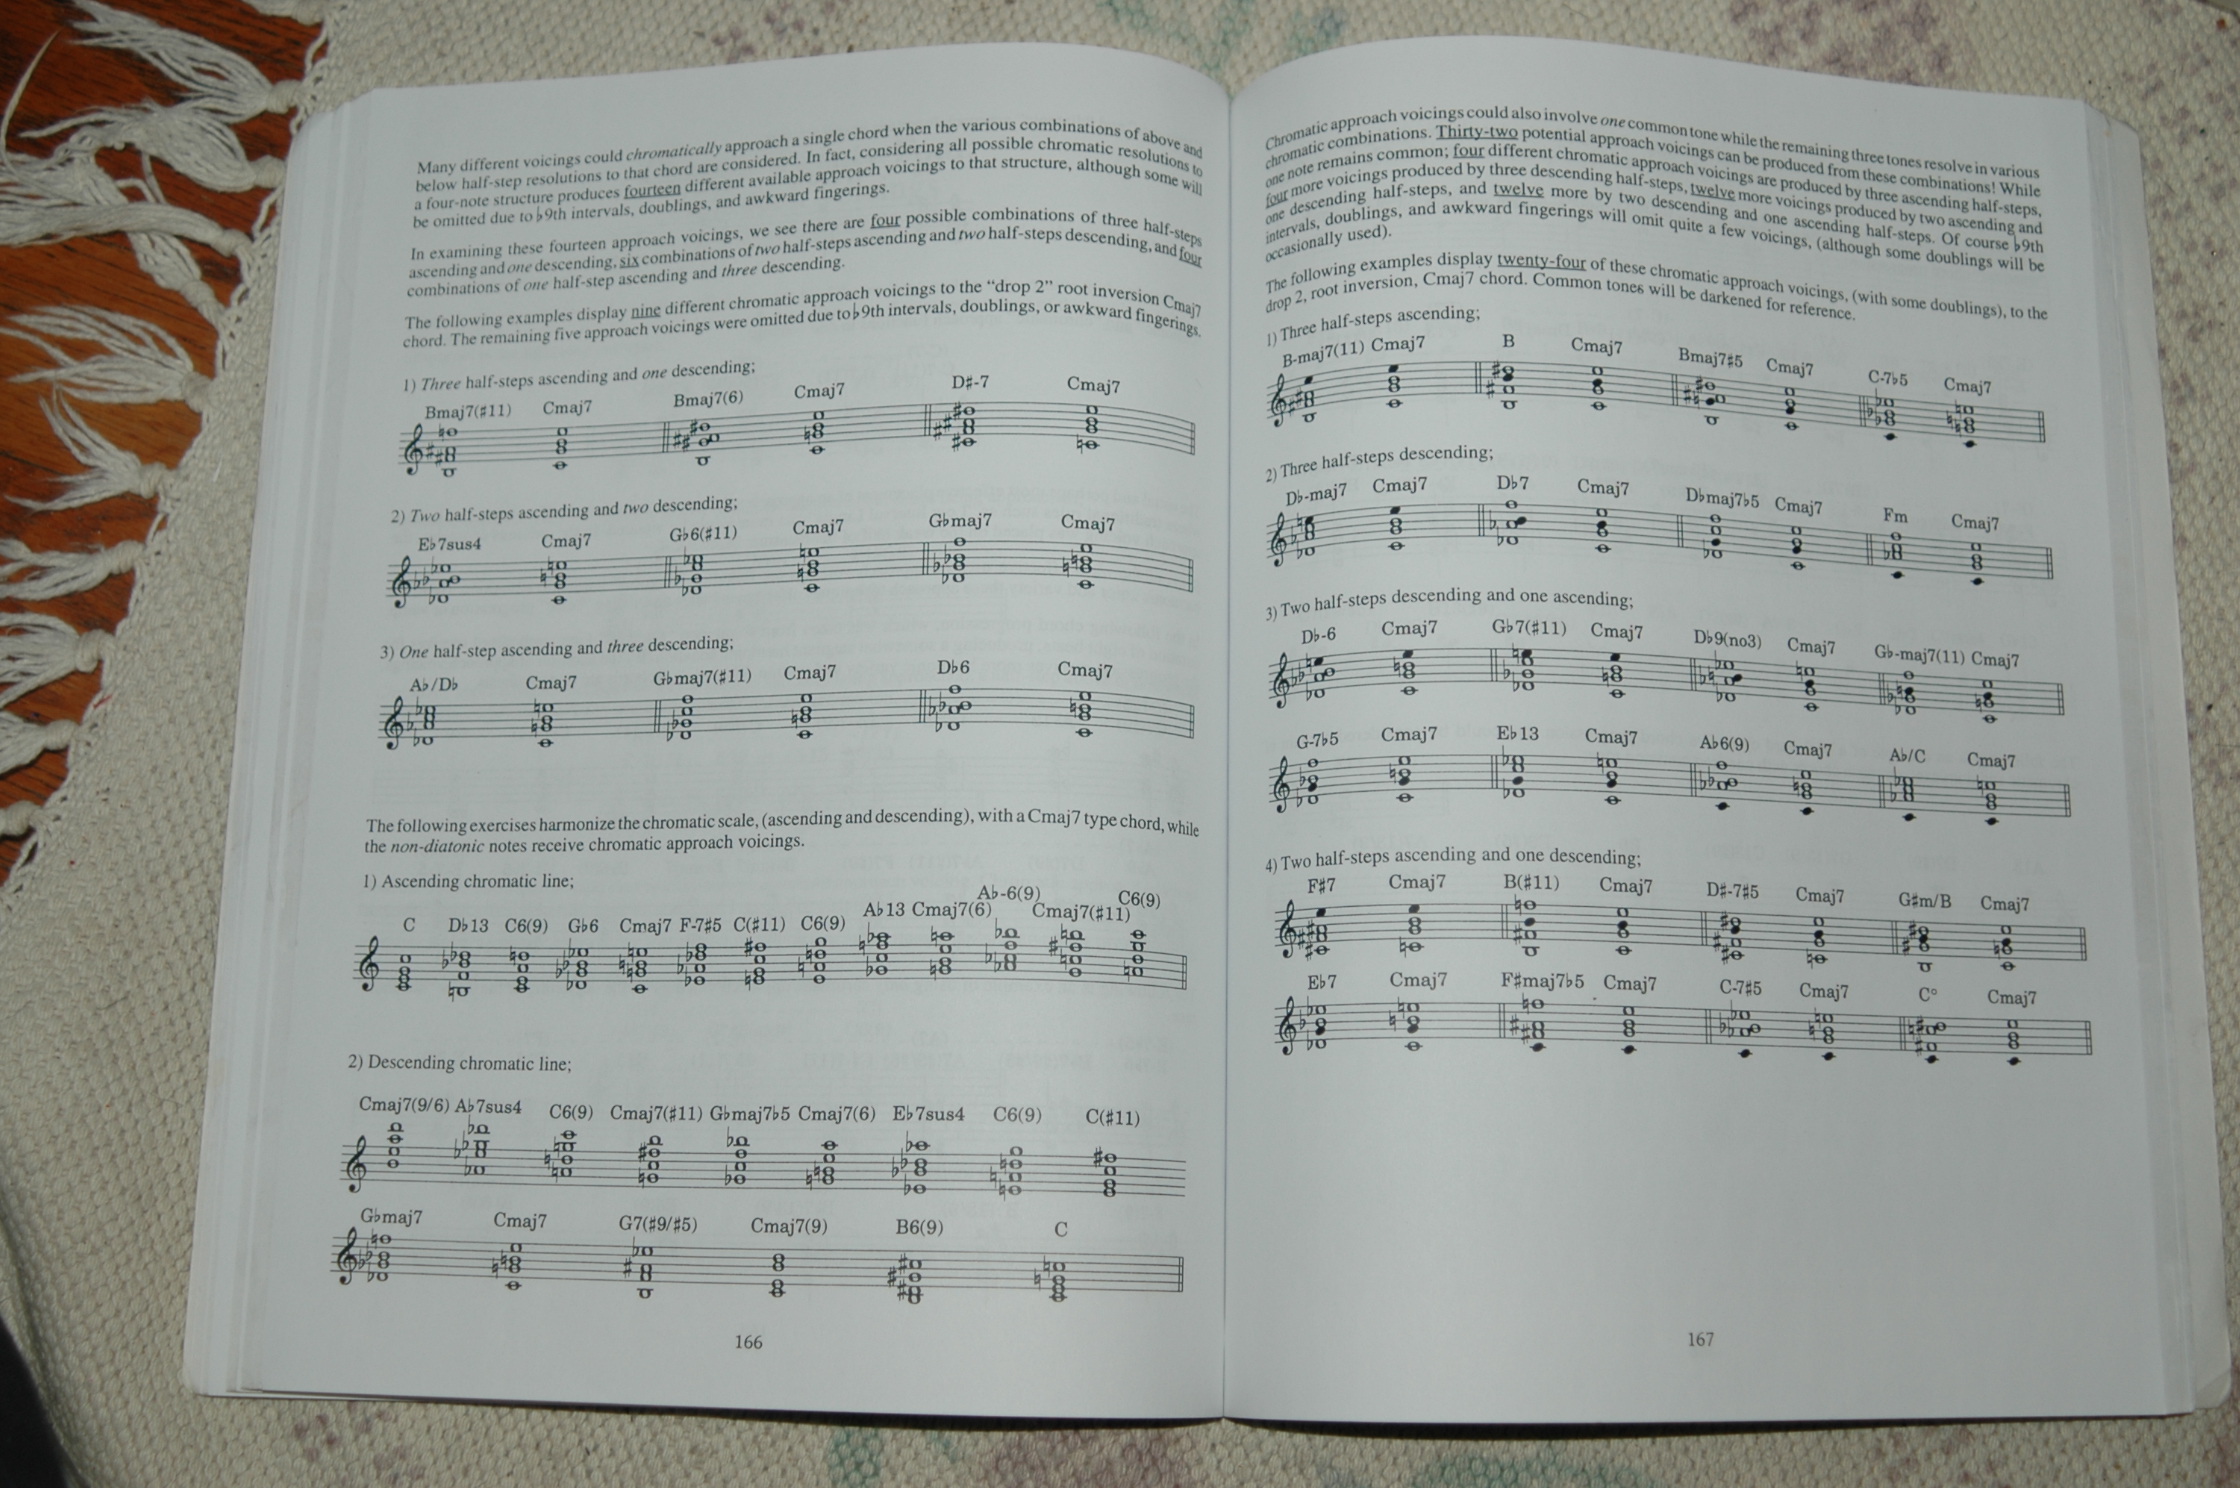 Many different voicings could chromatically approach a single chord when the various combinations of above and
below half-step resolutions to that chord are considered. In fact, considering all possible chromatic resolutions to
a four-note structure produces fourteen different available approach voicings to that structure, although some will
be omitted due to ♭9th intervals, doublings, and awkward fingerings.
In examining these fourteen approach voicings, we see there are four possible combinations of three half-steps
ascending and one descending, six combinations of two half-steps ascending and two half-steps descending, and four
combinations of one half-step ascending and three descending.
The following examples display nine different chromatic approach voicings to the “drop 2” root inversion Cmaj7
chord. The remaining five approach voicings were omitted due to ♭9th intervals, doublings, or awkward fingerings.
1) Three half-steps ascending and one descending;
Bmaj7(♯11) Cmaj7 Bmaj7(6) Cmaj7 D♯-7 Cmaj7
2) Two half-steps ascending and two descending;
E♭7sus4 Cmaj7 G♭6(♯11) Cmaj7 G♭maj7 Cmaj7
3) One half-step ascending and three descending;
A♭/D♭ Cmaj7 G♭maj7(♯11) Cmaj7 D♭6 Cmaj7
The following exercises harmonize the chromatic scale, (ascending and descending), with a Cmaj7 type chord, while
the non-diatonic notes receive chromatic approach voicings.
1) Ascending chromatic line;
C D♭13 C6(9) G♭6 Cmaj7 F-7♯5 C(♯11) C6(9) A♭13 Cmaj7(6) A♭-6(9) Cmaj7(♯11) C6(9)
2) Descending chromatic line;
Cmaj7(9/6) A♭7sus4 C6(9) Cmaj7(♯11) G♭maj7♭5 Cmaj7(6) E♭7sus4 C6(9) C(♯11)
G♭maj7 Cmaj7 G7(♯9/♯5) Cmaj7(9) B6(9) C
166
Chromatic approach voicings could also involve one common tone while the remaining three tones resolve in various
chromatic combinations. Thirty-two potential approach voicings can be produced from these combinations! While
one note remains common; four different chromatic approach voicings are produced by three ascending half-steps,
four more voicings produced by three descending half-steps, twelve more voicings produced by two ascending and
one descending half-steps, and twelve more by two descending and one ascending half-steps. Of course ♭9th
intervals, doublings, and awkward fingerings will omit quite a few voicings, (although some doublings will be
occasionally used).
The following examples display twenty-four of these chromatic approach voicings, (with some doublings), to the
drop 2, root inversion, Cmaj7 chord. Common tones will be darkened for reference.
1) Three half-steps ascending;
B-maj7(11) Cmaj7 B Cmaj7 Bmaj7♯5 Cmaj7 C-7♭5 Cmaj7
2) Three half-steps descending;
D♭-maj7 Cmaj7 D♭7 Cmaj7 D♭maj7♭5 Cmaj7 Fm Cmaj7
3) Two half-steps descending and one ascending;
D♭-6 Cmaj7 G♭7(♯11) Cmaj7 D♭9(no3) Cmaj7 G♭-maj7(11) Cmaj7
G-7♭5 Cmaj7 E♭13 Cmaj7 A♭6(9) Cmaj7 A♭/C Cmaj7
4) Two half-steps ascending and one descending;
F♯7 Cmaj7 B(♯11) Cmaj7 D♯-7♯5 Cmaj7 G♯m/B Cmaj7
E♭7 Cmaj7 F♯maj7♭5 Cmaj7 C-7♯5 Cmaj7 C° Cmaj7
167